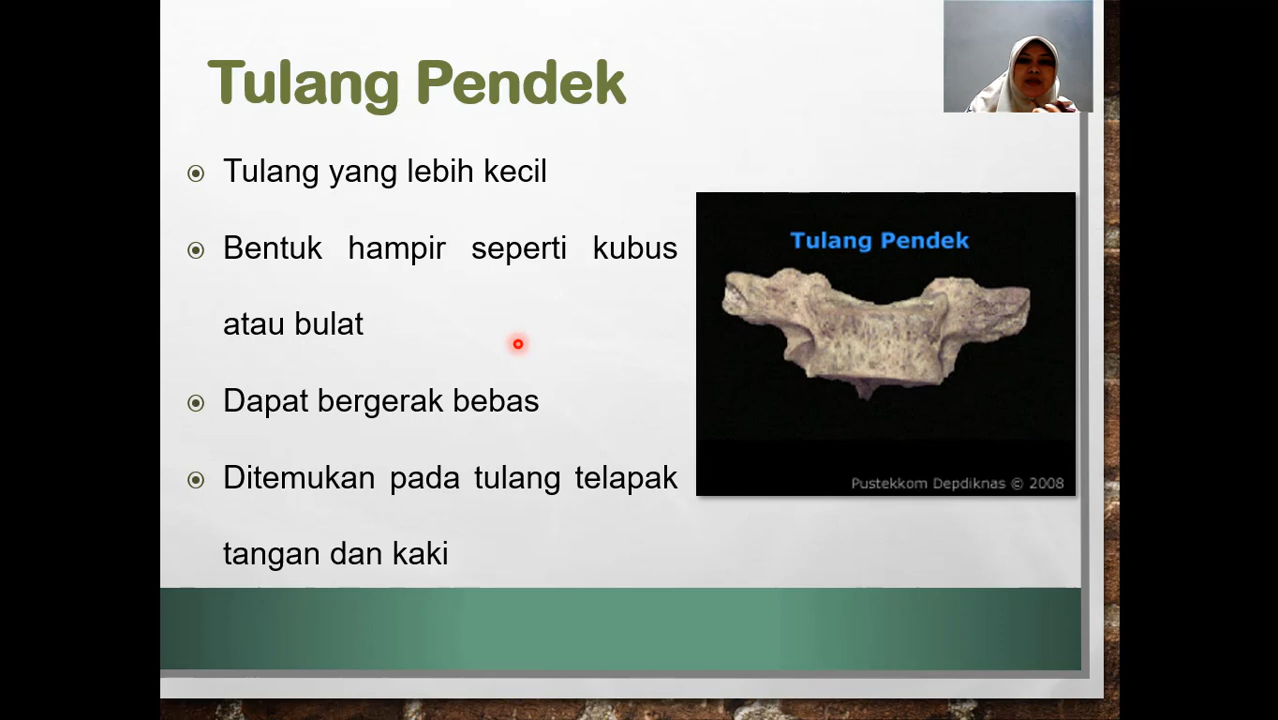 Tulang Pendek
Tulang yang lebih kecil
Bentuk hampir seperti kubus
atau bulat
Dapat bergerak bebas
Ditemukan pada tulang telapak
tangan dan kaki
Tulang Pendek
Pustekkom Depdiknas © 2008